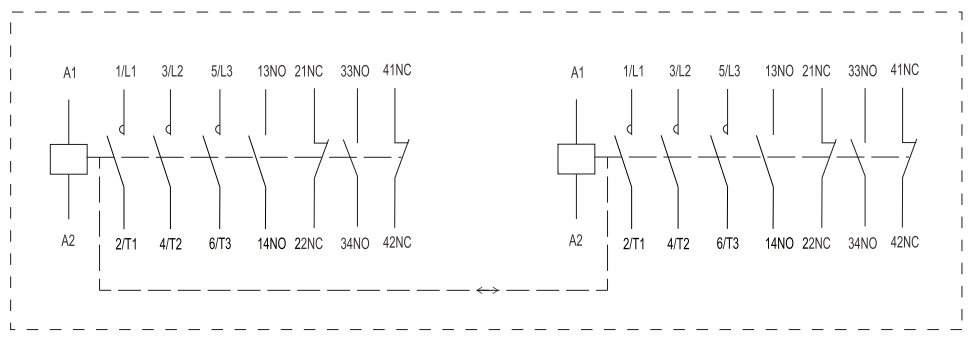 A1 1/L1 3/L2 5/L3 13NO 21NC 33NO 41NC A1 1/L1 3/L2 5/L3 13NO 21NC 33NO 41NC
A2 2/T1 4/T2 6/T3 14NO 22NC 34NO 42NC A2 2/T1 4/T2 6/T3 14NO 22NC 34NO 42NC